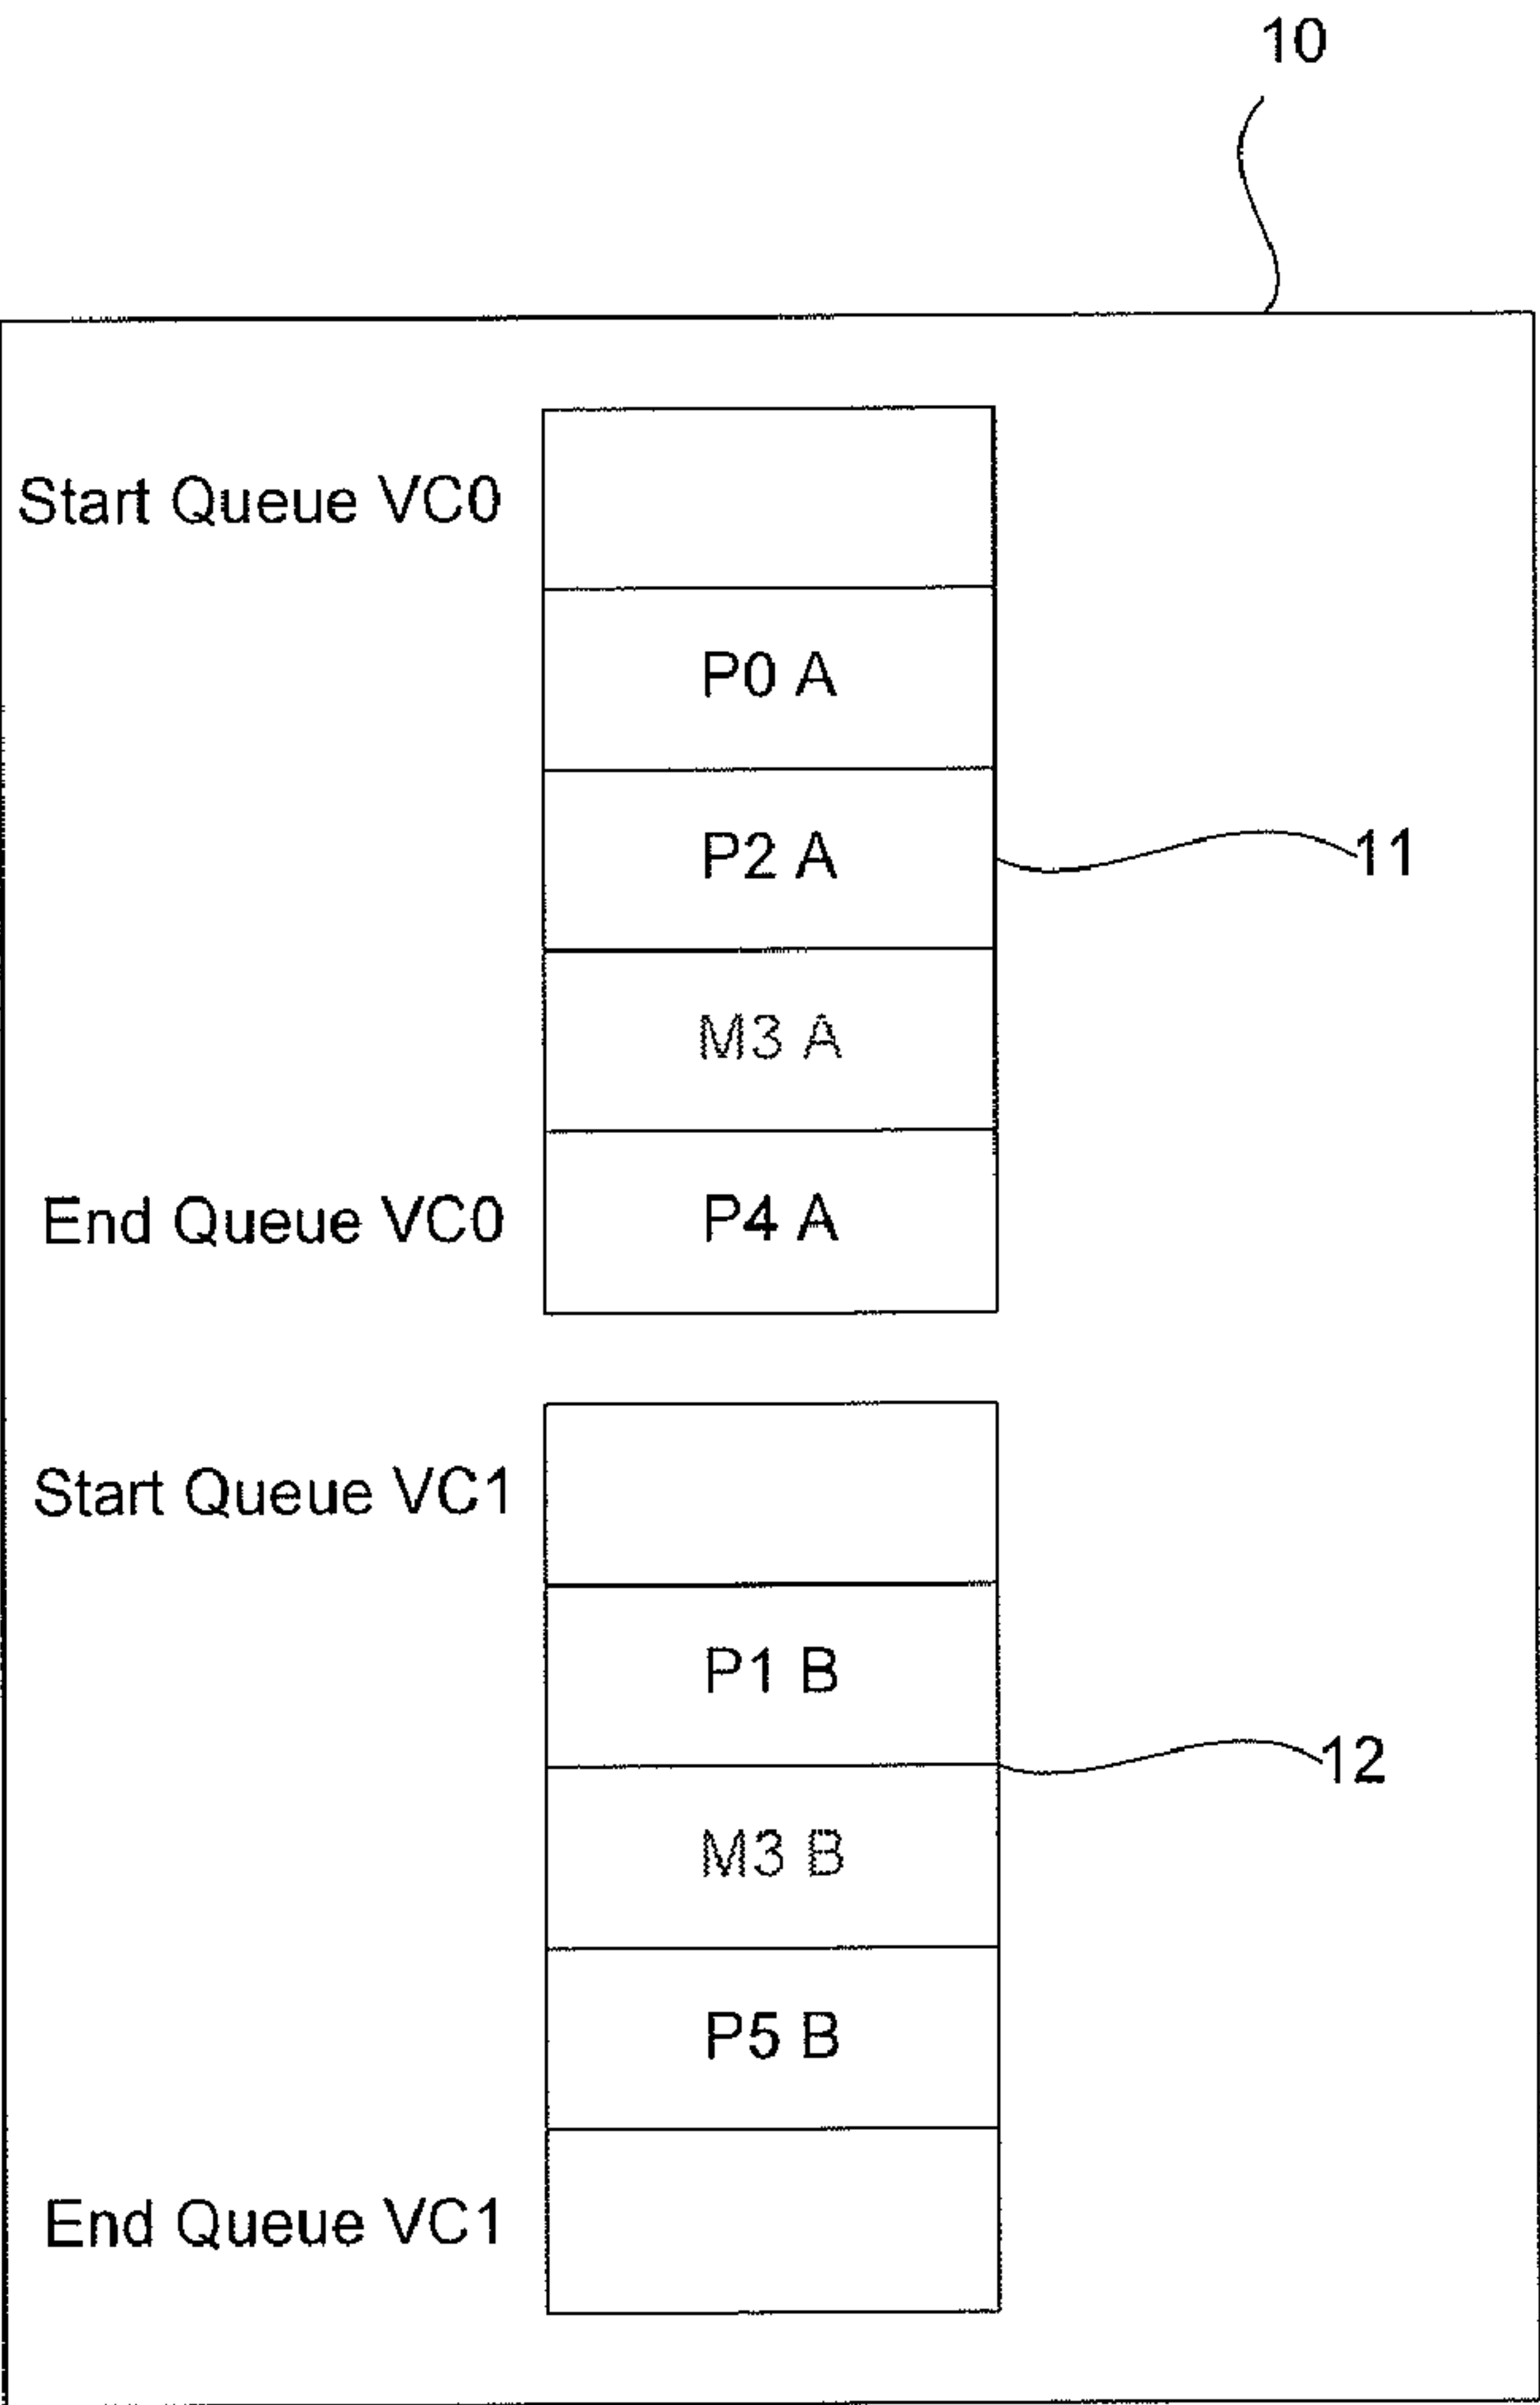 10
Start Queue VC0
P0 A
P2 A
11
M3 A
End Queue VC0 P4 A
Start Queue VC1
P1 B
12
M3 B
P5 B
End Queue VC1